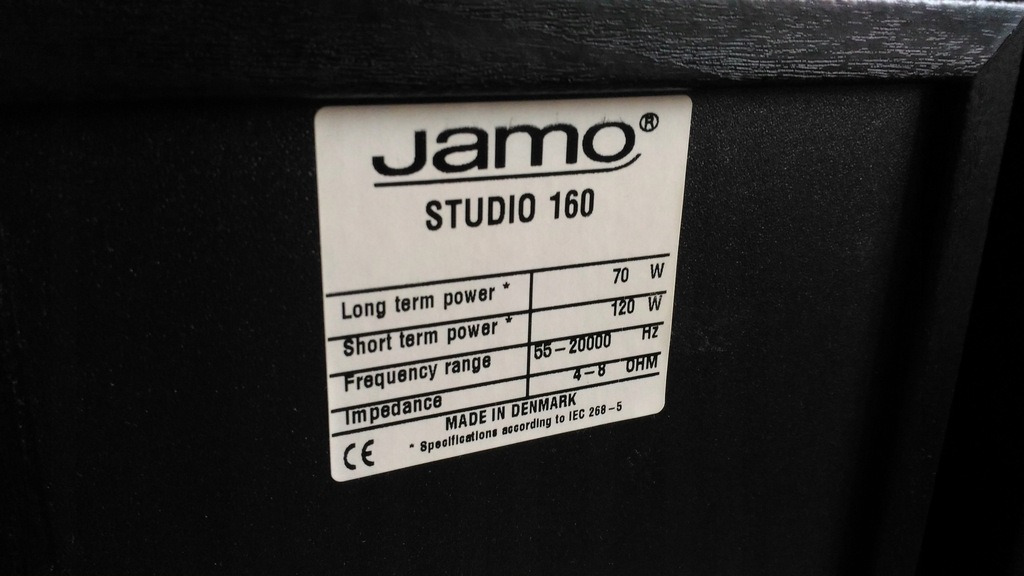 Jamo®
STUDIO 160
Long term power * 70 W
Short term power * 120 W
Frequency range 55-20000 Hz
Impedance 4-8 OHM
MADE IN DENMARK
* Specifications according to IEC 268-5
CE